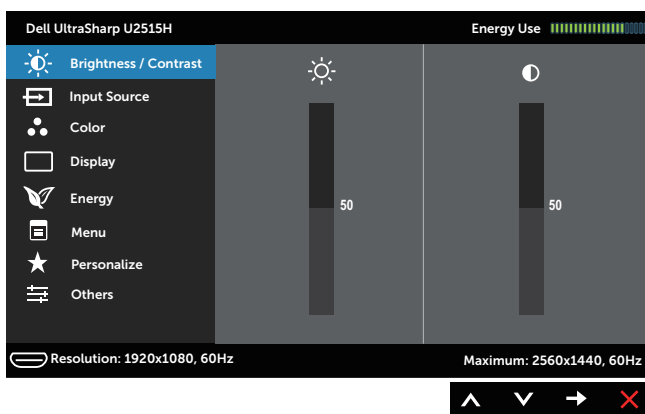 Dell UltraSharp U2515H
Energy Use
Brightness / Contrast
Input Source
Color
Display
Energy
Menu
Personalize
Others
50
50
Resolution: 1920x1080, 60Hz
Maximum: 2560x1440, 60Hz